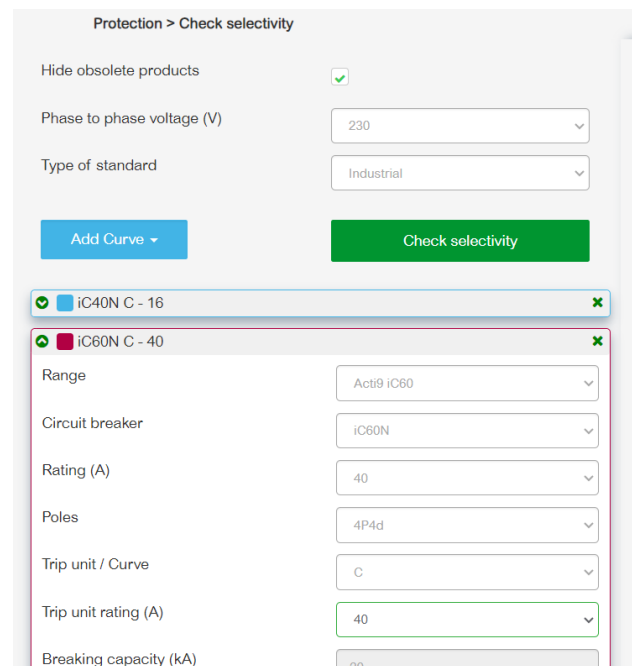 Protection > Check selectivity
Hide obsolete products
Phase to phase voltage (V) 230
Type of standard Industrial
Add Curve Check selectivity
iC40N C - 16
iC60N C - 40
Range Acti9 iC60
Circuit breaker iC60N
Rating (A) 40
Poles 4P4d
Trip unit / Curve C
Trip unit rating (A) 40
Breaking capacity (kA)